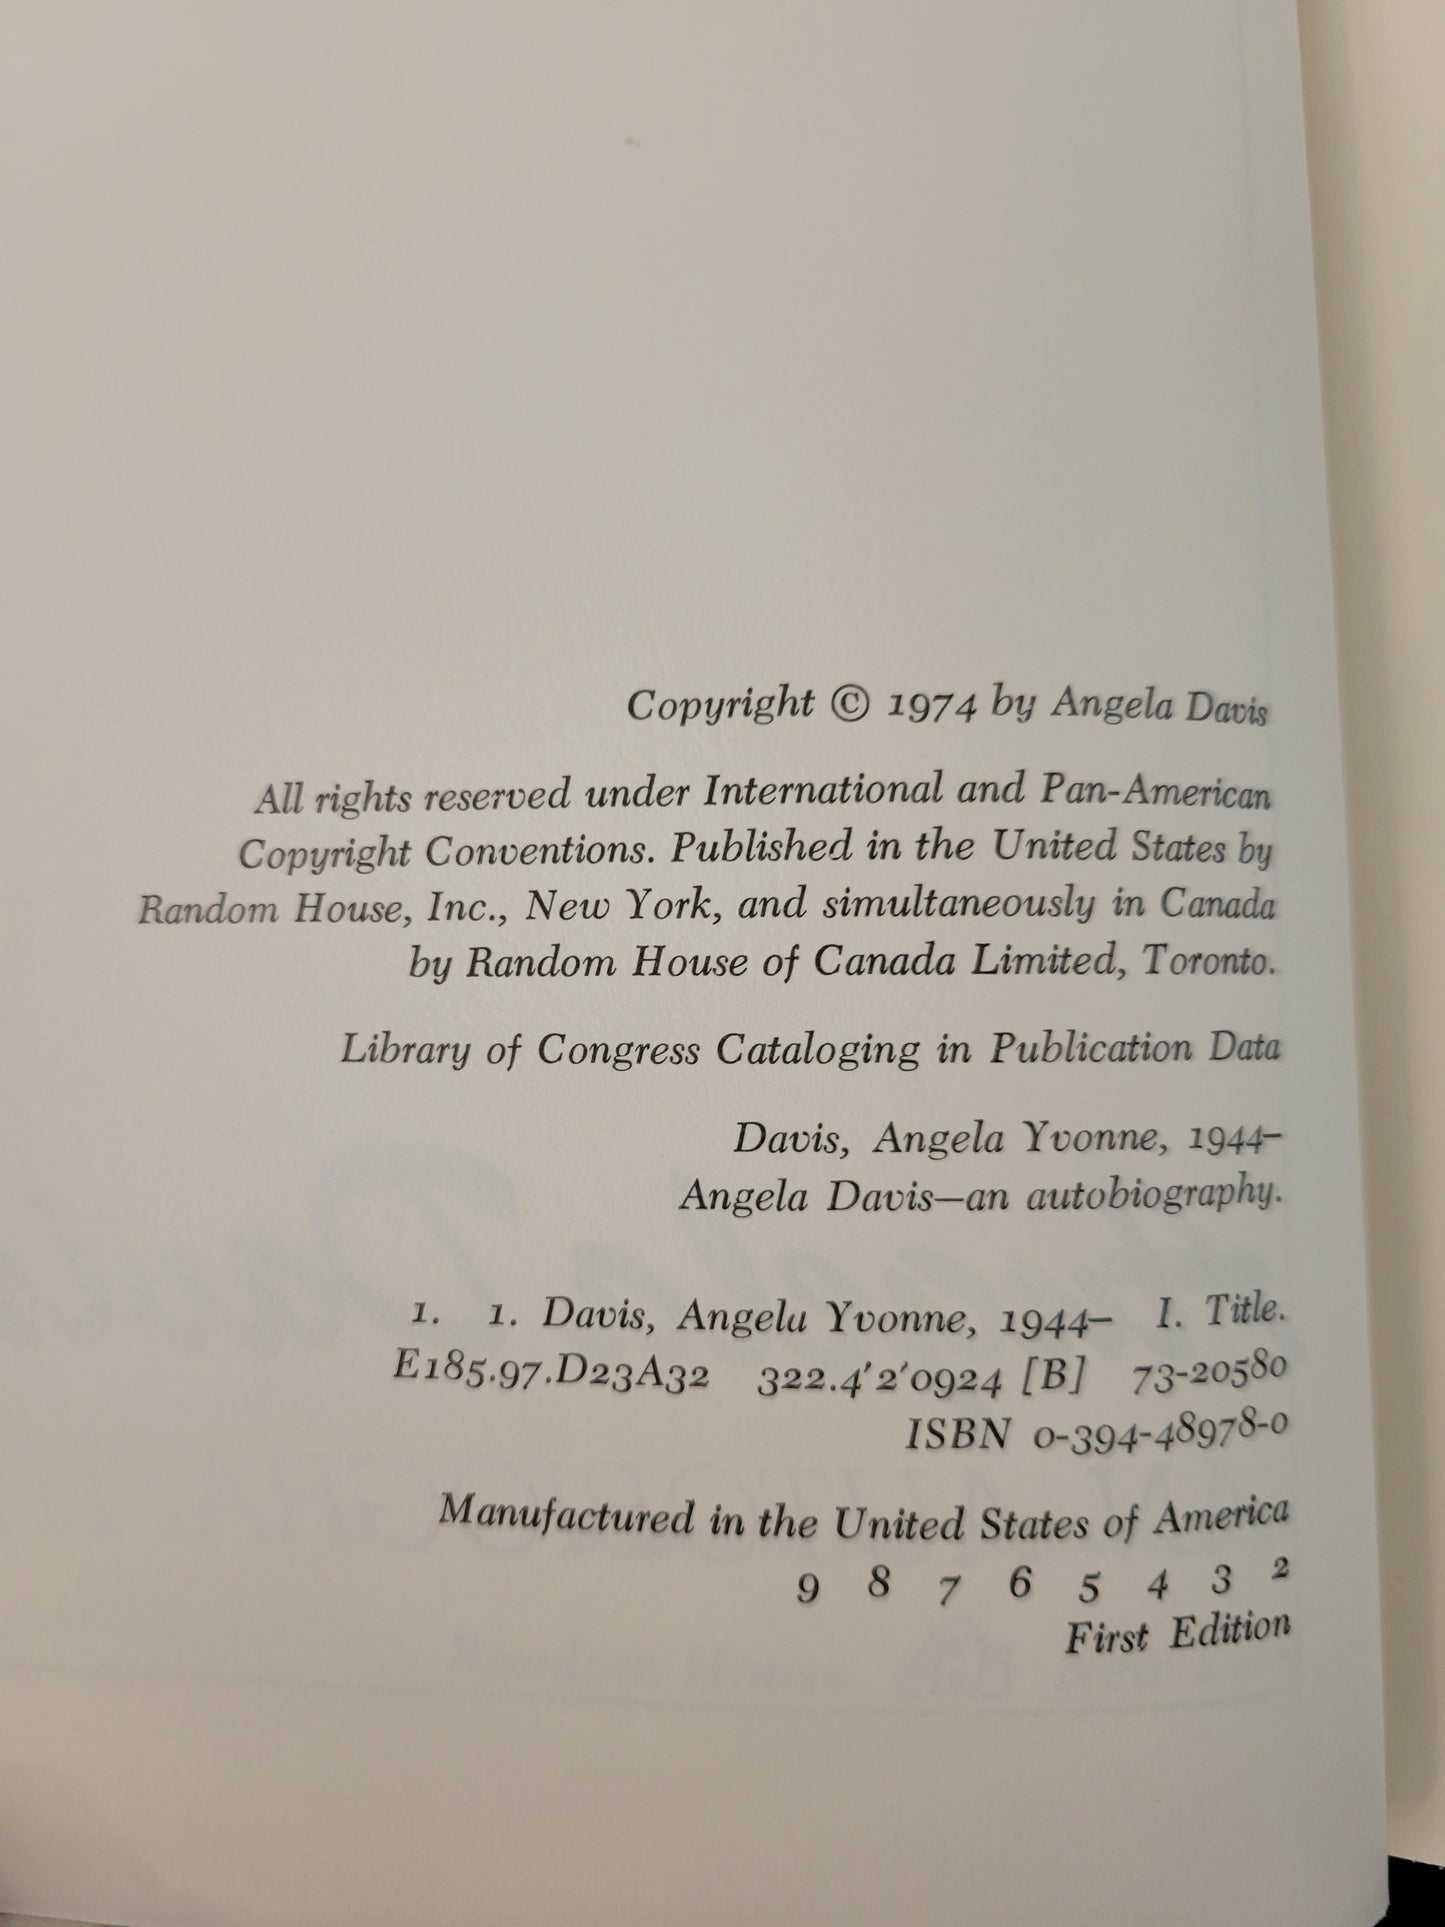 Copyright © 1974 by Angela Davis
All rights reserved under International and Pan-American
Copyright Conventions. Published in the United States by
Random House, Inc., New York, and simultaneously in Canada
by Random House of Canada Limited, Toronto.
Library of Congress Cataloging in Publication Data
Davis, Angela Yvonne, 1944–
Angela Davis—an autobiography.
1. 1. Davis, Angela Yvonne, 1944– I. Title.
E185.97.D23A32 322.4′2′0924 [B] 73-20580
ISBN 0-394-48978-0
Manufactured in the United States of America
9 8 7 6 5 4 3 2
First Edition